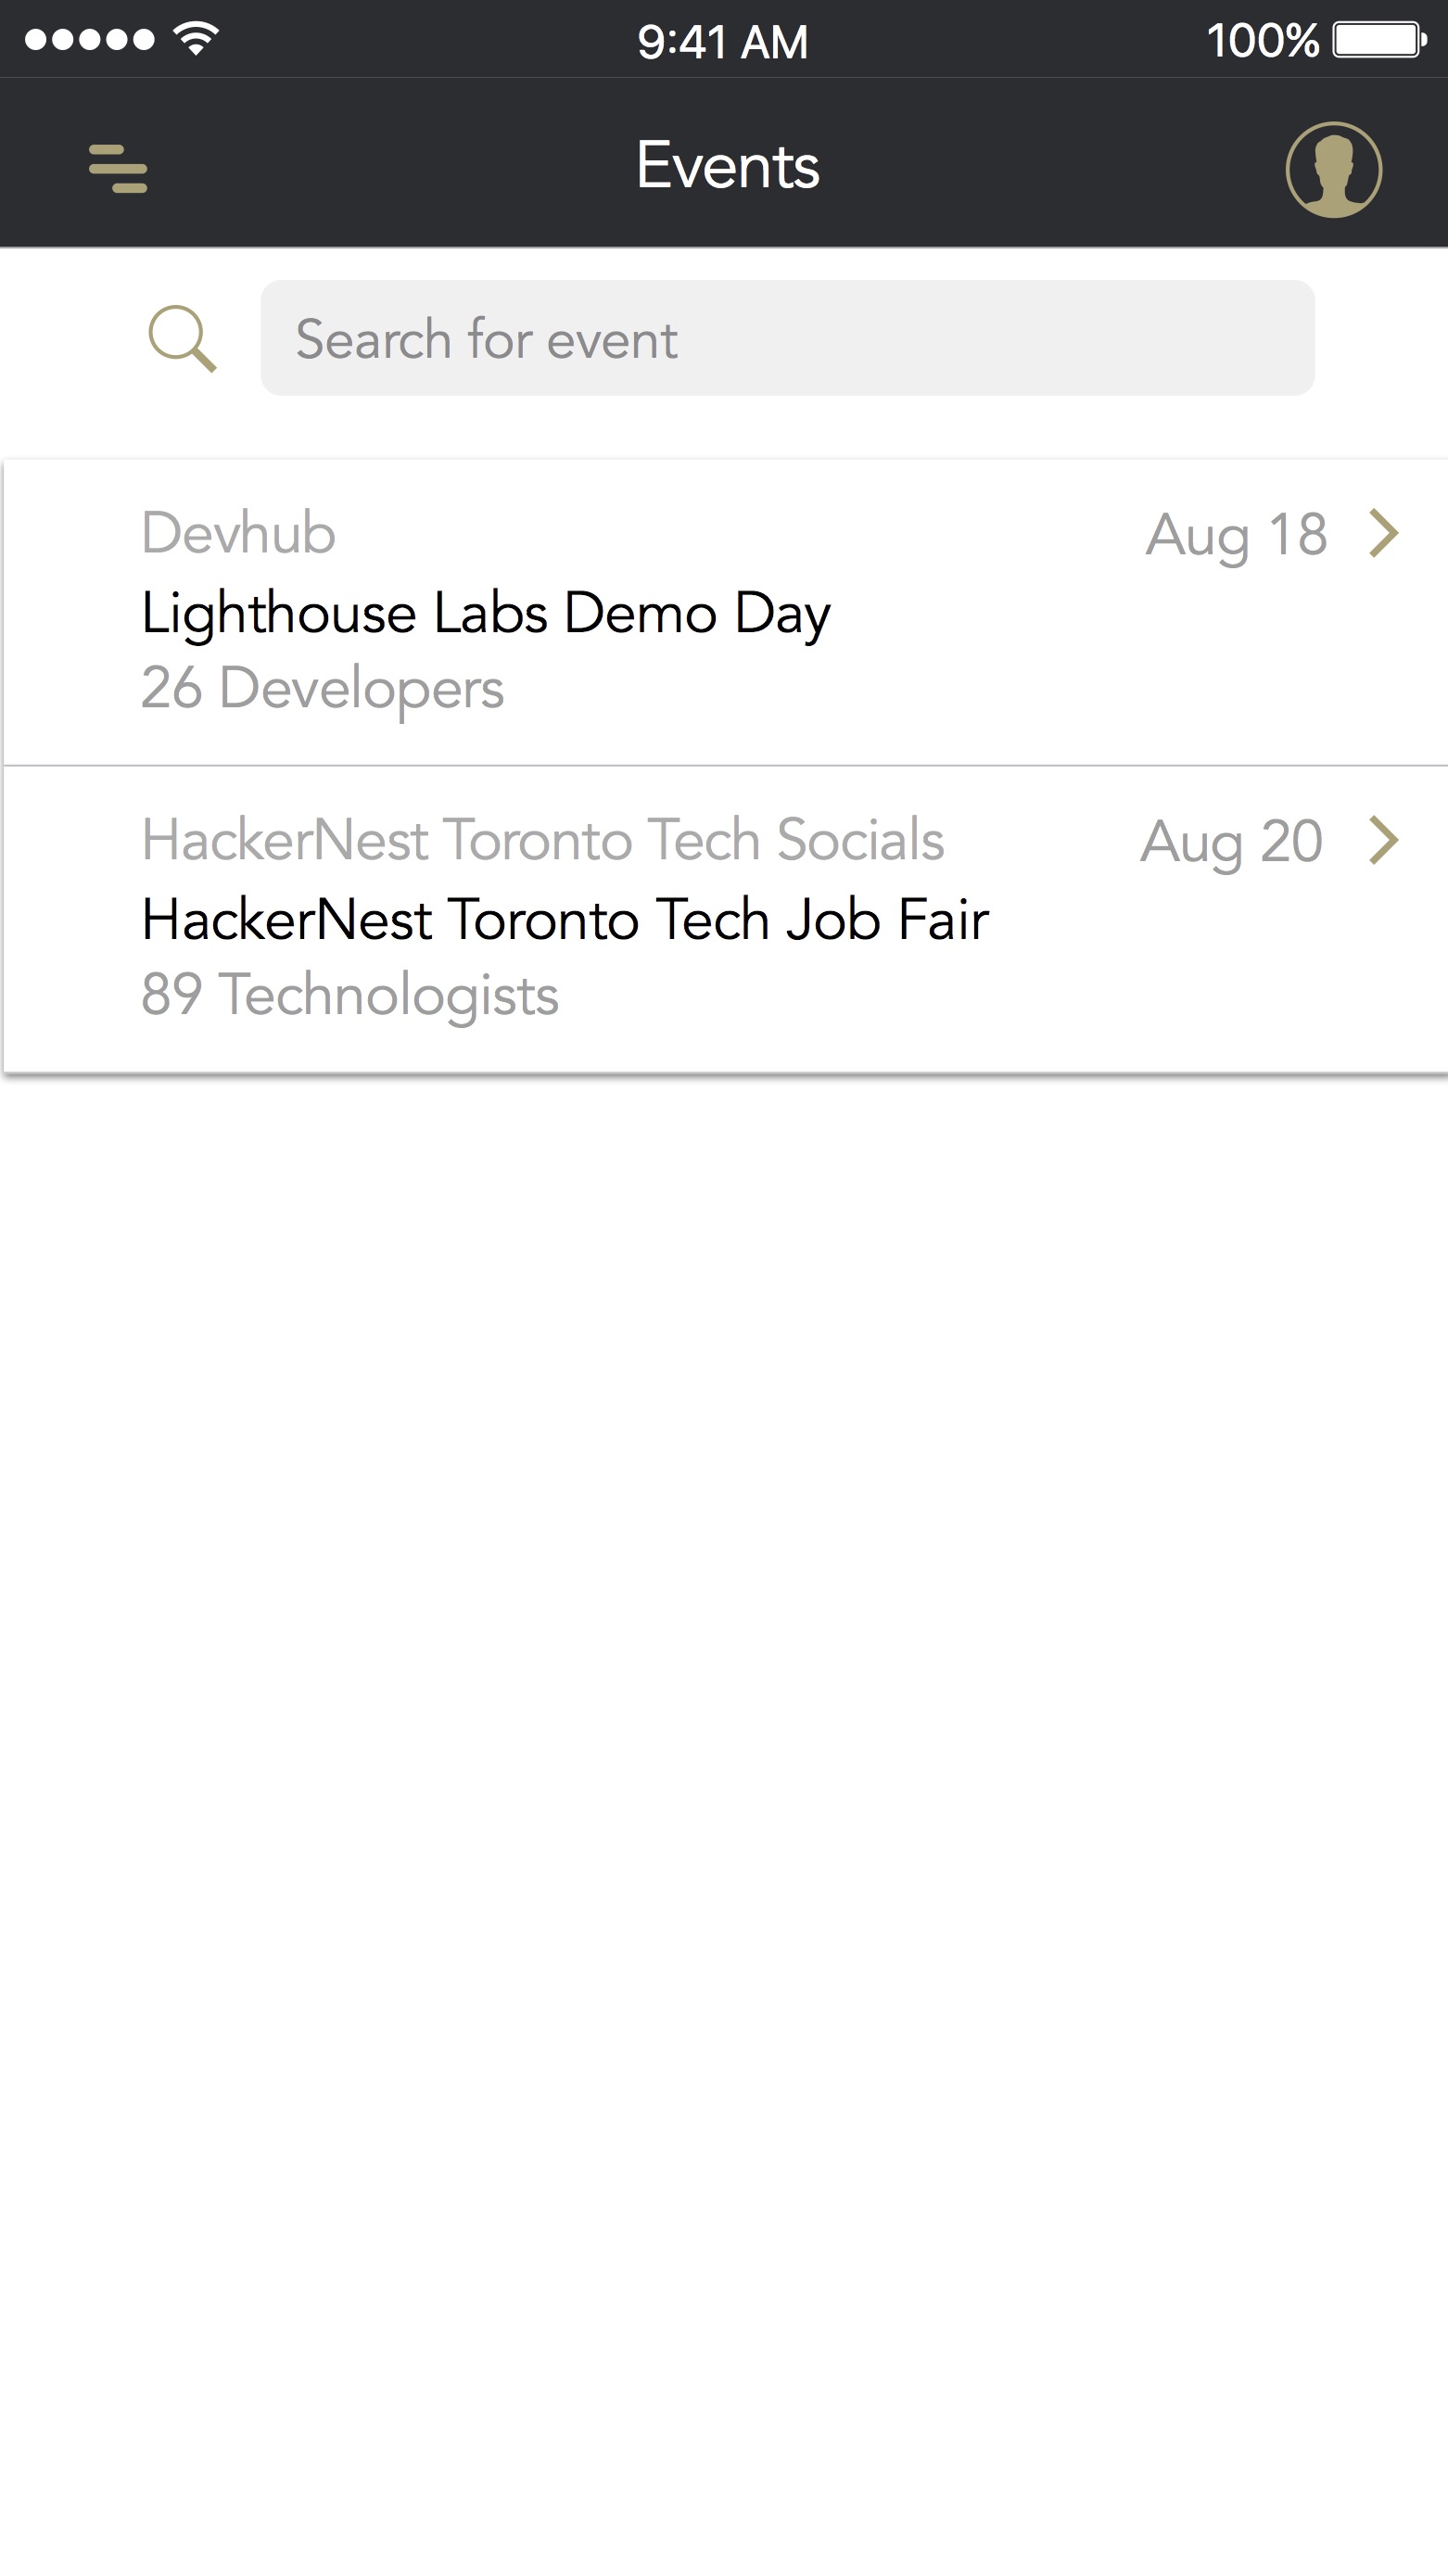 9:41 AM 100%
Events
Search for event
Devhub Aug 18
Lighthouse Labs Demo Day
26 Developers
HackerNest Toronto Tech Socials Aug 20
HackerNest Toronto Tech Job Fair
89 Technologists